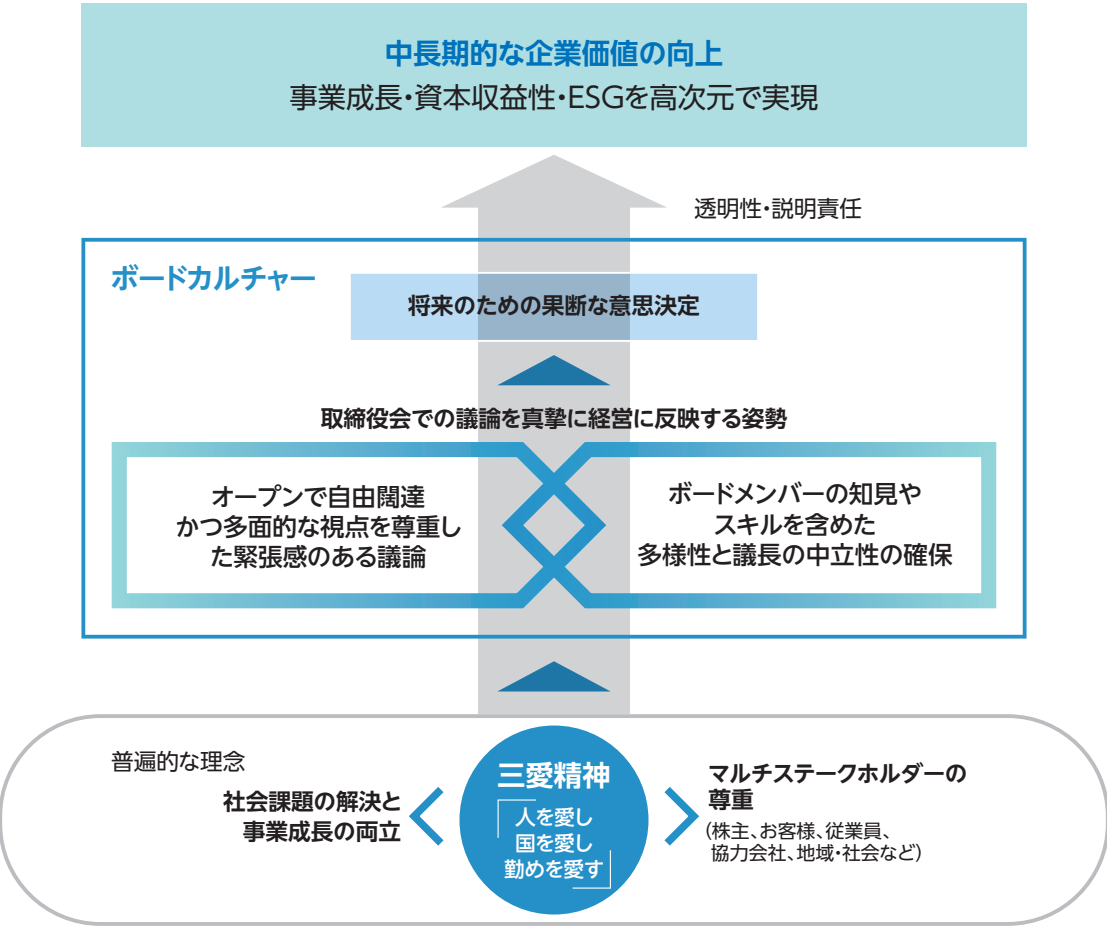 中長期的な企業価値の向上
事業成長・資本収益性・ESGを高次元で実現
透明性・説明責任
ボードカルチャー
将来のための果断な意思決定
取締役会での議論を真摯に経営に反映する姿勢
オープンで自由闊達
かつ多面的な視点を尊重し
た緊張感のある議論
ボードメンバーの知見や
スキルを含めた
多様性と議長の中立性の確保
普遍的な理念
社会課題の解決と
事業成長の両立
三愛精神
「人を愛し
国を愛し
勤めを愛す」
マルチステークホルダーの
尊重
(株主、お客様、従業員、
協力会社、地域・社会など)